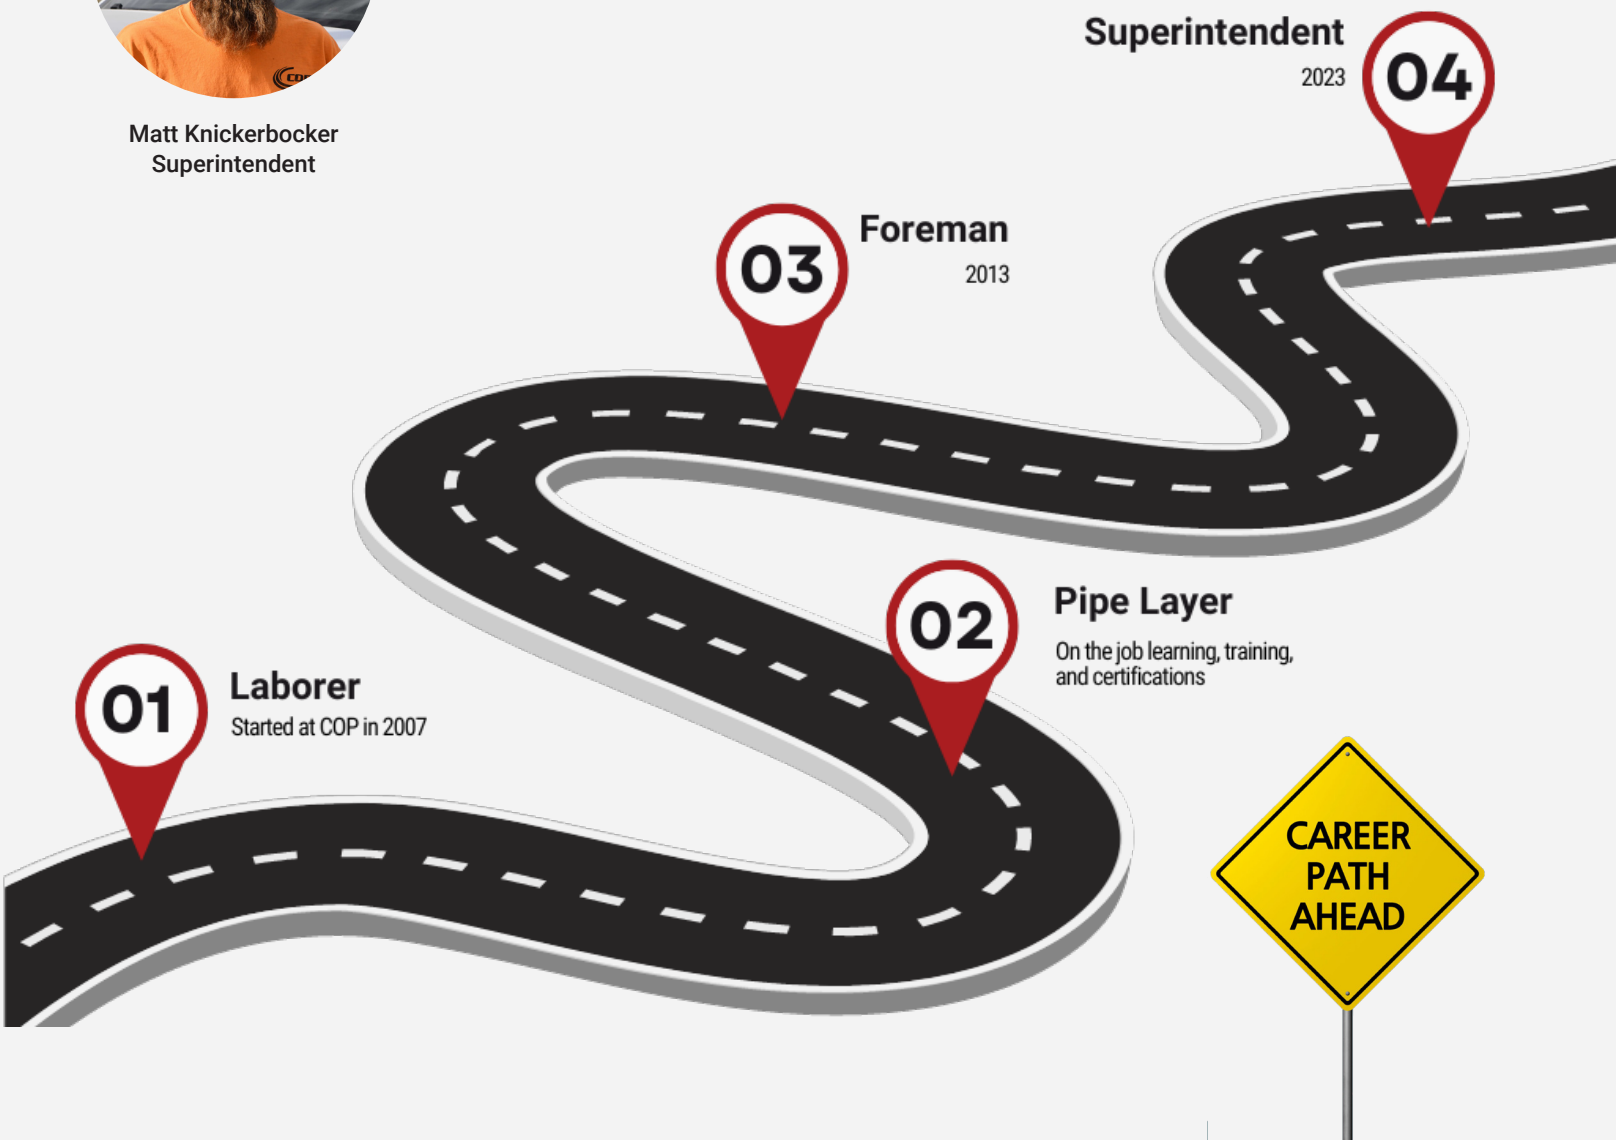 Matt Knickerbocker
Superintendent
Superintendent
2023
04
03
Foreman
2013
02
Pipe Layer
On the job learning, training,
and certifications
01
Laborer
Started at COP in 2007
CAREER
PATH
AHEAD